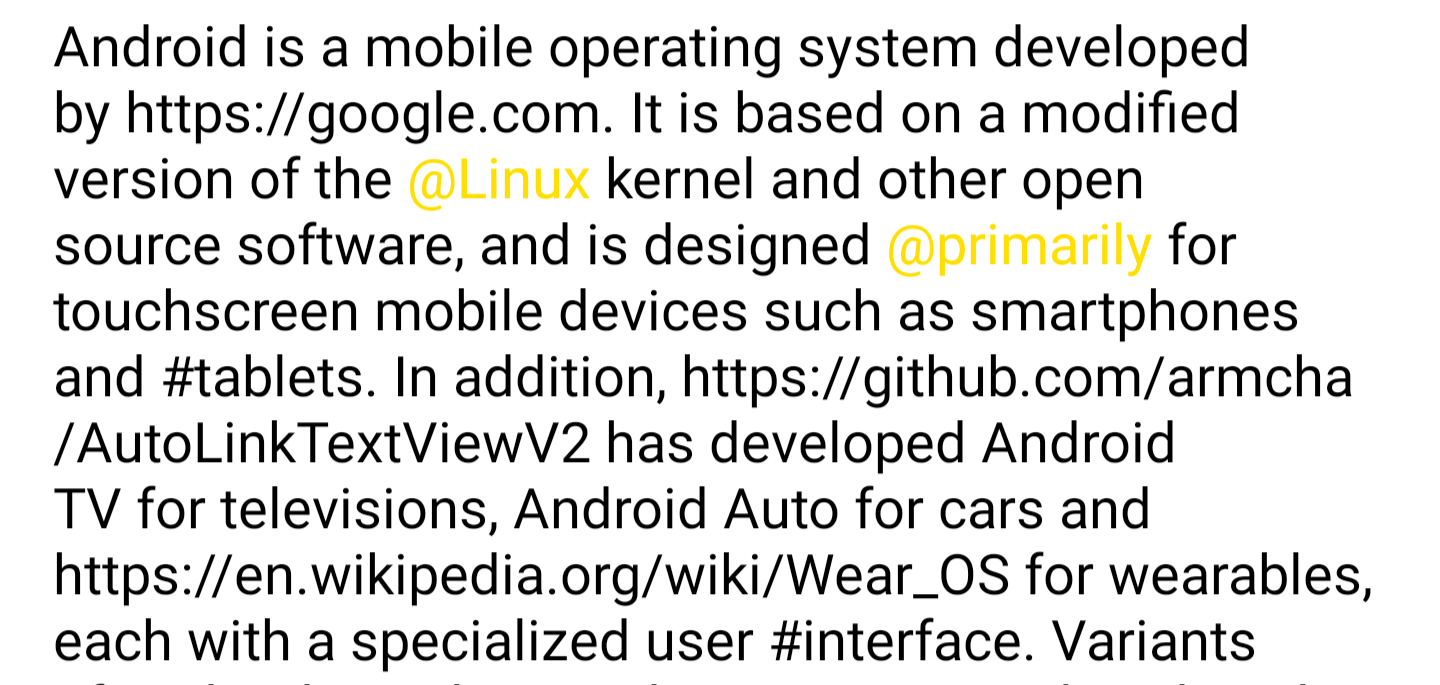 Android is a mobile operating system developed
by https://google.com. It is based on a modified
version of the @Linux kernel and other open
source software, and is designed @primarily for
touchscreen mobile devices such as smartphones
and #tablets. In addition, https://github.com/armcha
/AutoLinkTextViewV2 has developed Android
TV for televisions, Android Auto for cars and
https://en.wikipedia.org/wiki/Wear_OS for wearables,
each with a specialized user #interface. Variants